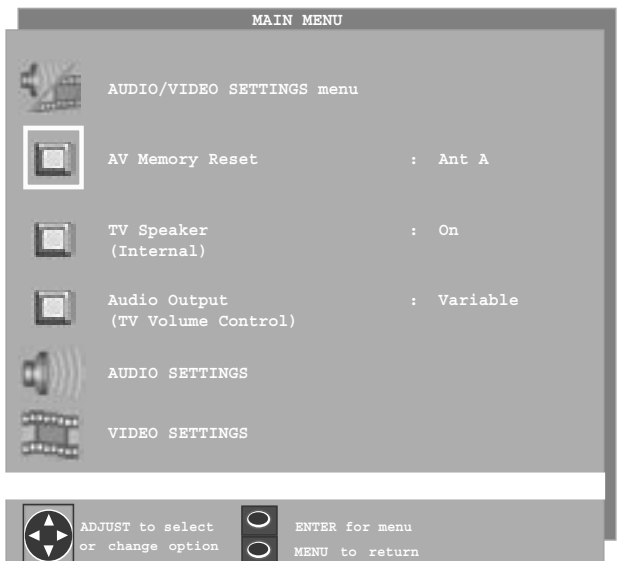 MAIN MENU
AUDIO/VIDEO SETTINGS menu
AV Memory Reset : Ant A
TV Speaker : On
(Internal)
Audio Output : Variable
(TV Volume Control)
AUDIO SETTINGS
VIDEO SETTINGS
ADJUST to select
or change option
ENTER for menu
MENU to return